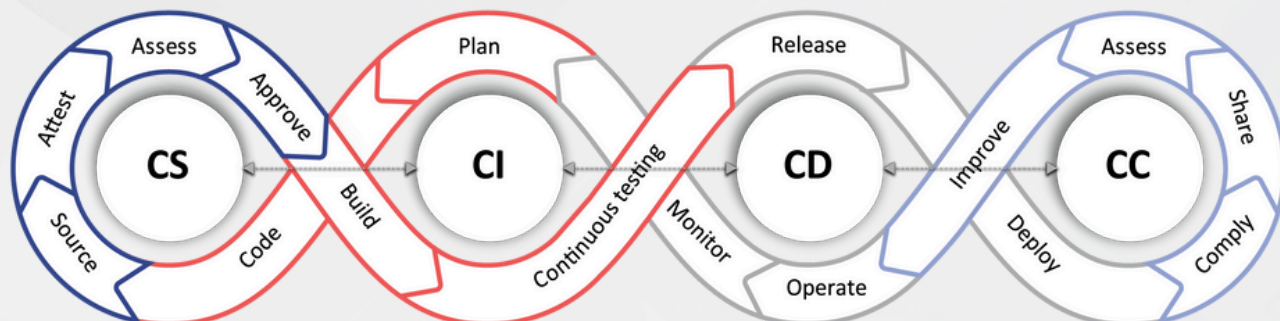 Assess
Approve
Attest
CS
Source
Code
Plan
CI
Build
Continuous testing
Release
CD
Monitor
Operate
Improve
Assess
Share
CC
Deploy
Comply